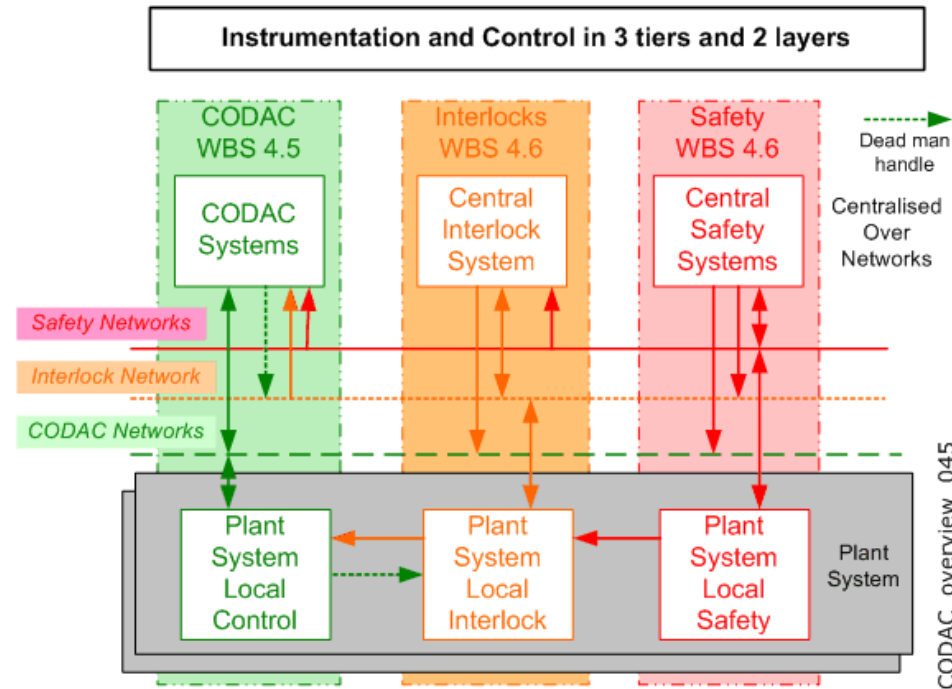 Instrumentation and Control in 3 tiers and 2 layers
CODAC
WBS 4.5
Interlocks
WBS 4.6
Safety
WBS 4.6
Dead man
handle
CODAC
Systems
Central
Interlock
System
Central
Safety
Systems
Centralised
Over
Networks
Safety Networks
Interlock Network
CODAC Networks
Plant
System
Local
Control
Plant
System
Local
Interlock
Plant
System
Local
Safety
Plant
System
CODAC_overview_045